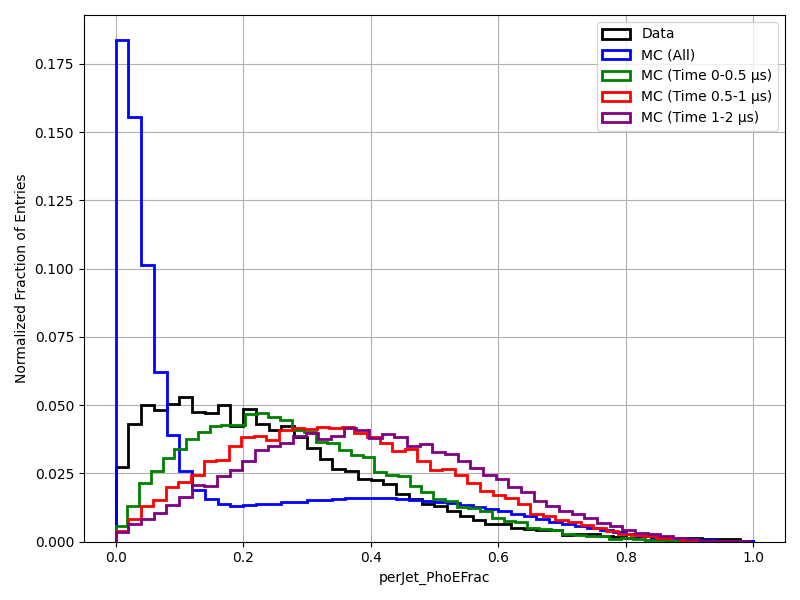 Data
MC (All)
MC (Time 0-0.5 μs)
MC (Time 0.5-1 μs)
MC (Time 1-2 μs)
Normalized Fraction of Entries
0.175
0.150
0.125
0.100
0.075
0.050
0.025
0.000
0.0 0.2 0.4 0.6 0.8 1.0
perJet_PhoEFrac